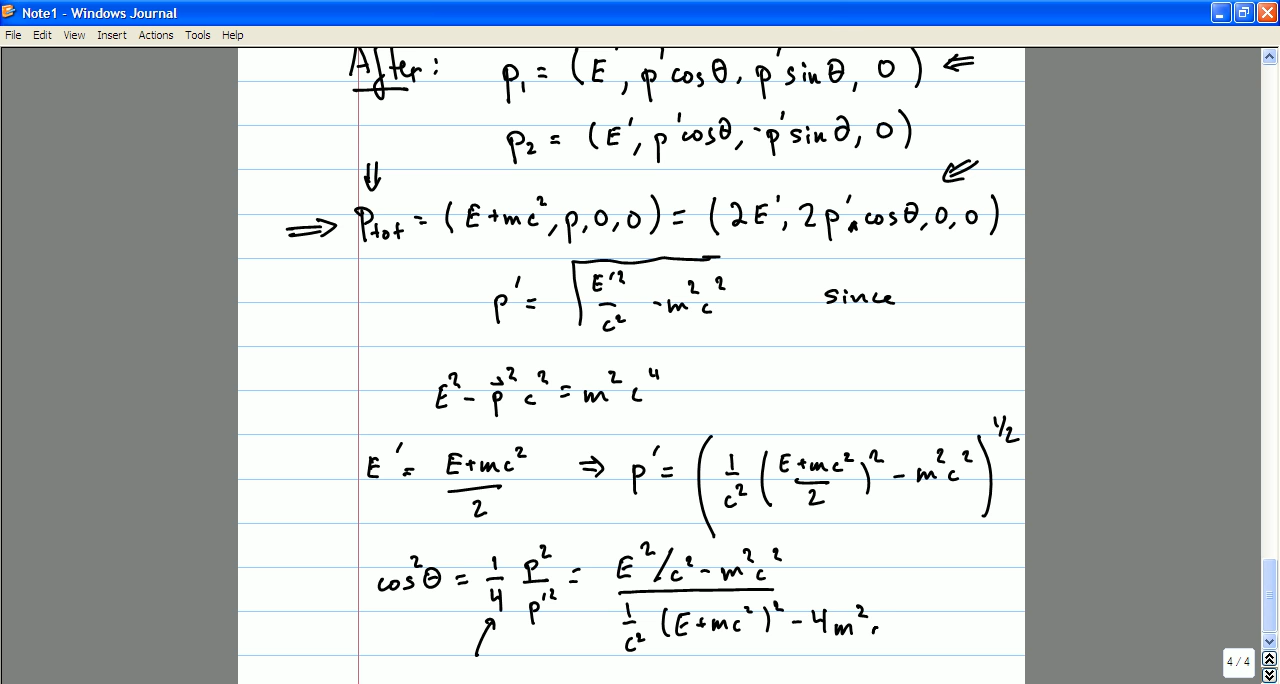 Note1 - Windows Journal
File Edit View Insert Actions Tools Help
After: p₁ = (E', p'cosθ, p'sinθ, 0) ⇐
p₂ = (E', p'cosθ, -p'sinθ, 0)
⇓ ⇐
⇒ Ptot = (E+mc², p, 0, 0) = (2E', 2p' cosθ, 0, 0)
p' = √(E'²/c² - m²c²) since
E² - p⃗²c² = m²c⁴
E' = (E+mc²)/2 ⇒ p' = (1/c² ((E+mc²)/2)² - m²c²)^1/2
cos²θ = 1/4 p²/p'² = (E²/c² - m²c²)/(1/c² (E+mc²)² - 4m²
4 / 4